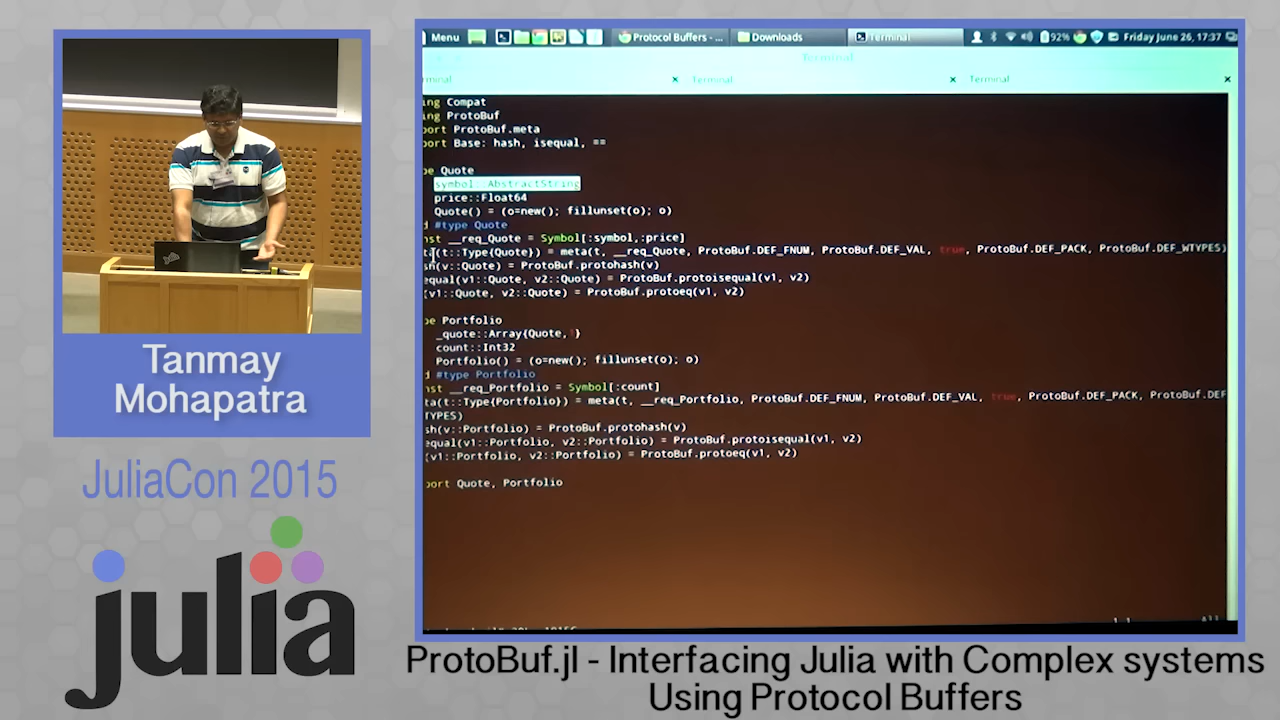 Menu
Protocol Buffers - ...
Downloads
Terminal
92%
Friday June 26, 17:37
Terminal
rminal
Terminal
Terminal
ing Compat
ing ProtoBuf
port ProtoBuf.meta
port Base: hash, isequal, ==
pe Quote
symbol::AbstractString
price::Float64
Quote() = (o=new(); fillunset(o); o)
d #type Quote
nst __req_Quote = Symbol[:symbol,:price]
ta(t::Type{Quote}) = meta(t, __req_Quote, ProtoBuf.DEF_FNUM, ProtoBuf.DEF_VAL, true, ProtoBuf.DEF_PACK, ProtoBuf.DEF_WTYPES)
sh(v::Quote) = ProtoBuf.protohash(v)
equal(v1::Quote, v2::Quote) = ProtoBuf.protoisequal(v1, v2)
(v1::Quote, v2::Quote) = ProtoBuf.protoeq(v1, v2)
pe Portfolio
_quote::Array{Quote,1}
count::Int32
Portfolio() = (o=new(); fillunset(o); o)
d #type Portfolio
nst __req_Portfolio = Symbol[:count]
ta(t::Type{Portfolio}) = meta(t, __req_Portfolio, ProtoBuf.DEF_FNUM, ProtoBuf.DEF_VAL, true, ProtoBuf.DEF_PACK, ProtoBuf.DEF
TYPES)
sh(v::Portfolio) = ProtoBuf.protohash(v)
equal(v1::Portfolio, v2::Portfolio) = ProtoBuf.protoisequal(v1, v2)
(v1::Portfolio, v2::Portfolio) = ProtoBuf.protoeq(v1, v2)
port Quote, Portfolio
Tanmay
Mohapatra
JuliaCon 2015
julia
ProtoBuf.jl - Interfacing Julia with Complex systems
Using Protocol Buffers